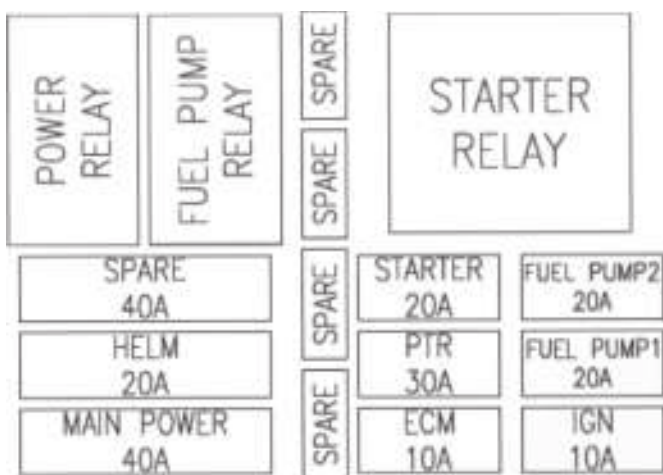 POWER
RELAY
FUEL PUMP
RELAY
SPARE
SPARE
SPARE
SPARE
STARTER
RELAY
SPARE
40A
HELM
20A
MAIN POWER
40A
STARTER
20A
FUEL PUMP2
20A
PTR
30A
FUEL PUMP1
20A
ECM
10A
IGN
10A